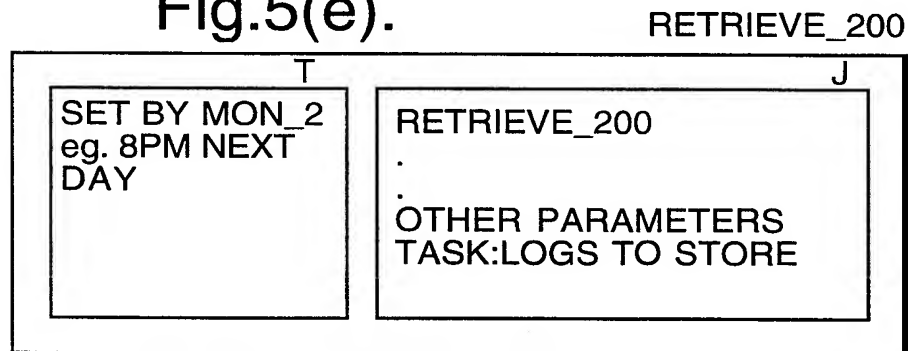 Fig.5(e).
RETRIEVE_200
T
J
SET BY MON_2
eg. 8PM NEXT
DAY
RETRIEVE_200
.
.
OTHER PARAMETERS
TASK:LOGS TO STORE